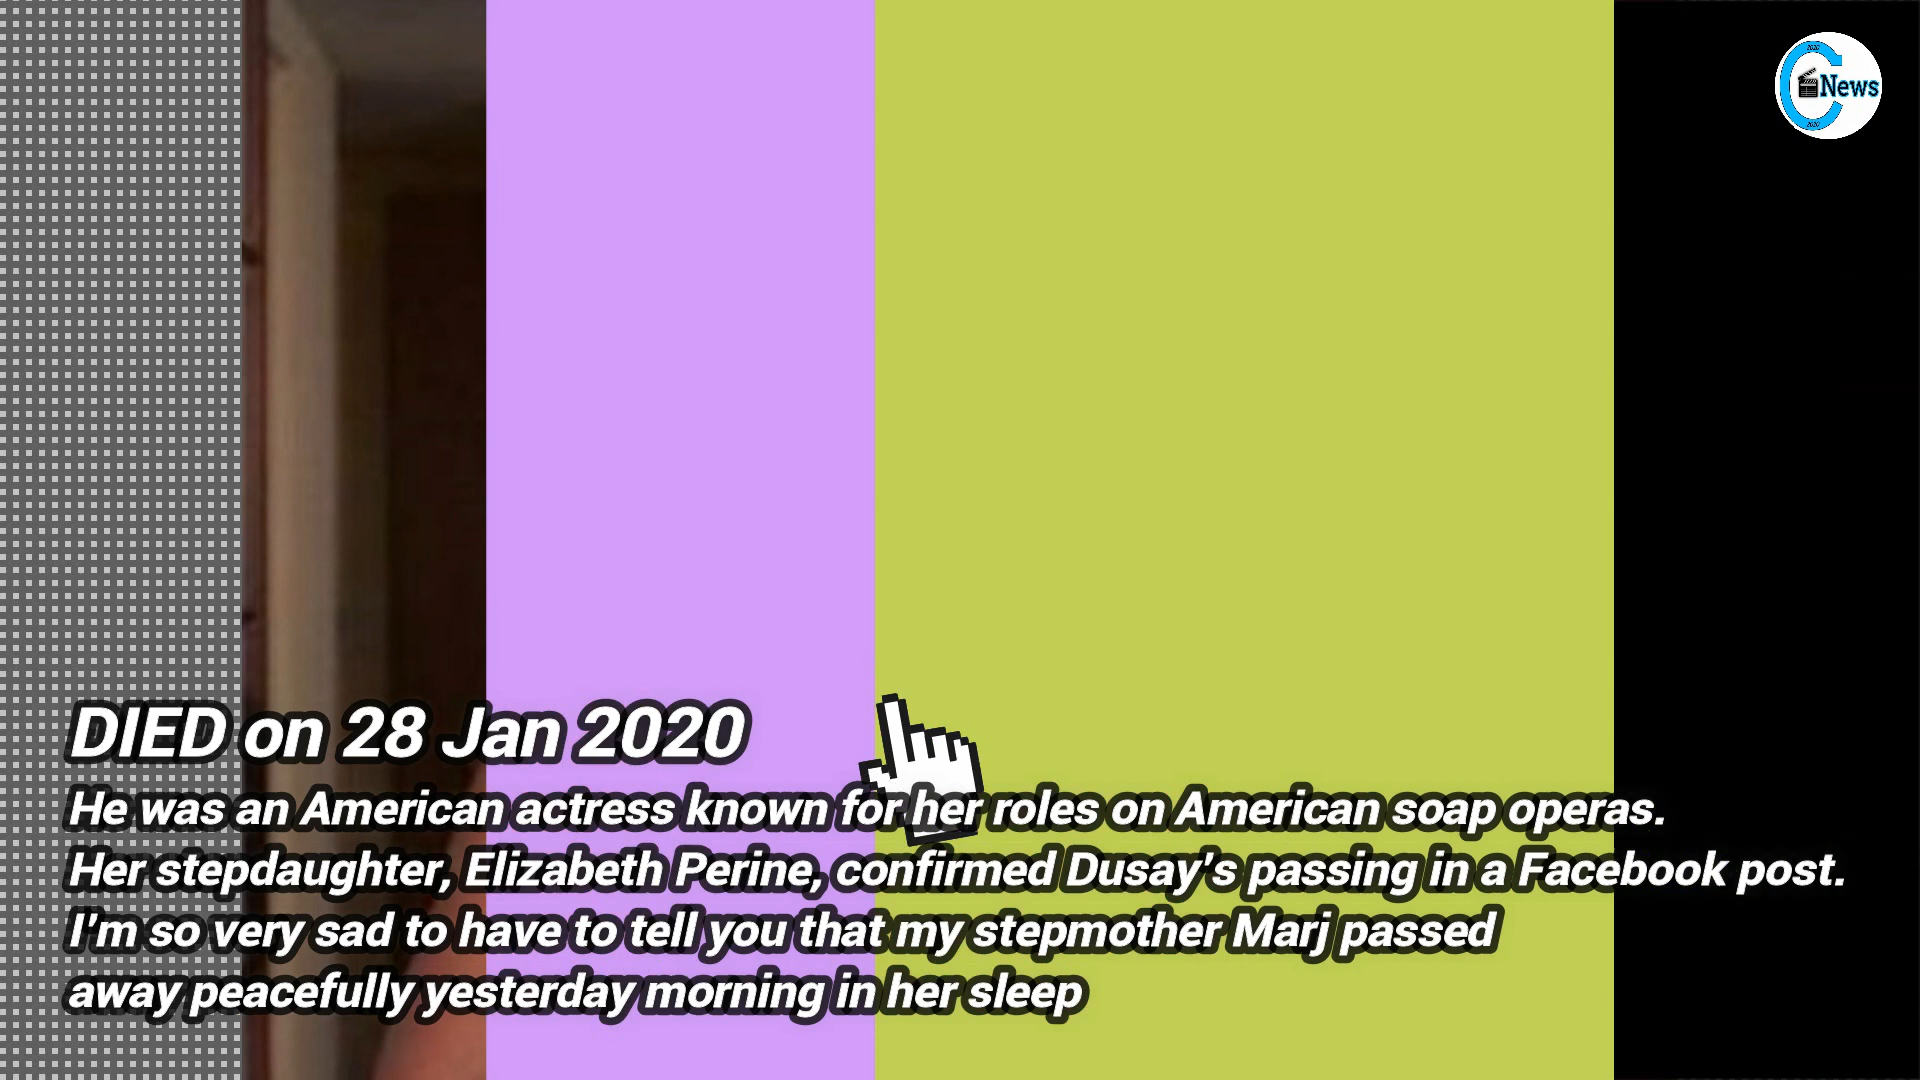 2020
News
2020
DIED on 28 Jan 2020
He was an American actress known for her roles on American soap operas.
Her stepdaughter, Elizabeth Perine, confirmed Dusay's passing in a Facebook post.
I'm so very sad to have to tell you that my stepmother Marj passed
away peacefully yesterday morning in her sleep